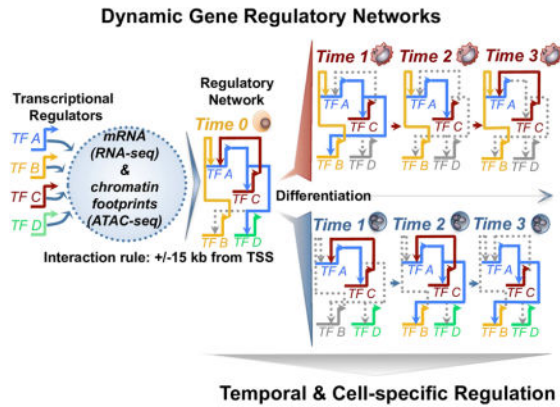 Dynamic Gene Regulatory Networks
Transcriptional
Regulators
TF A
TF B
TF C
TF D
mRNA
(RNA-seq)
&
chromatin
footprints
(ATAC-seq)
Interaction rule: +/-15 kb from TSS
Regulatory
Network
Time 0
TF A
TF C
TF B
TF D
Time 1
TF A
TF C
TF B
TF D
Time 2
TF A
TF C
TF B
TF D
Time 3
TF A
TF C
TF B
TF D
Differentiation
Time 1
TF A
TF C
TF B
TF D
Time 2
TF A
TF C
TF B
TF D
Time 3
TF A
TF C
TF B
TF D
Temporal & Cell-specific Regulation